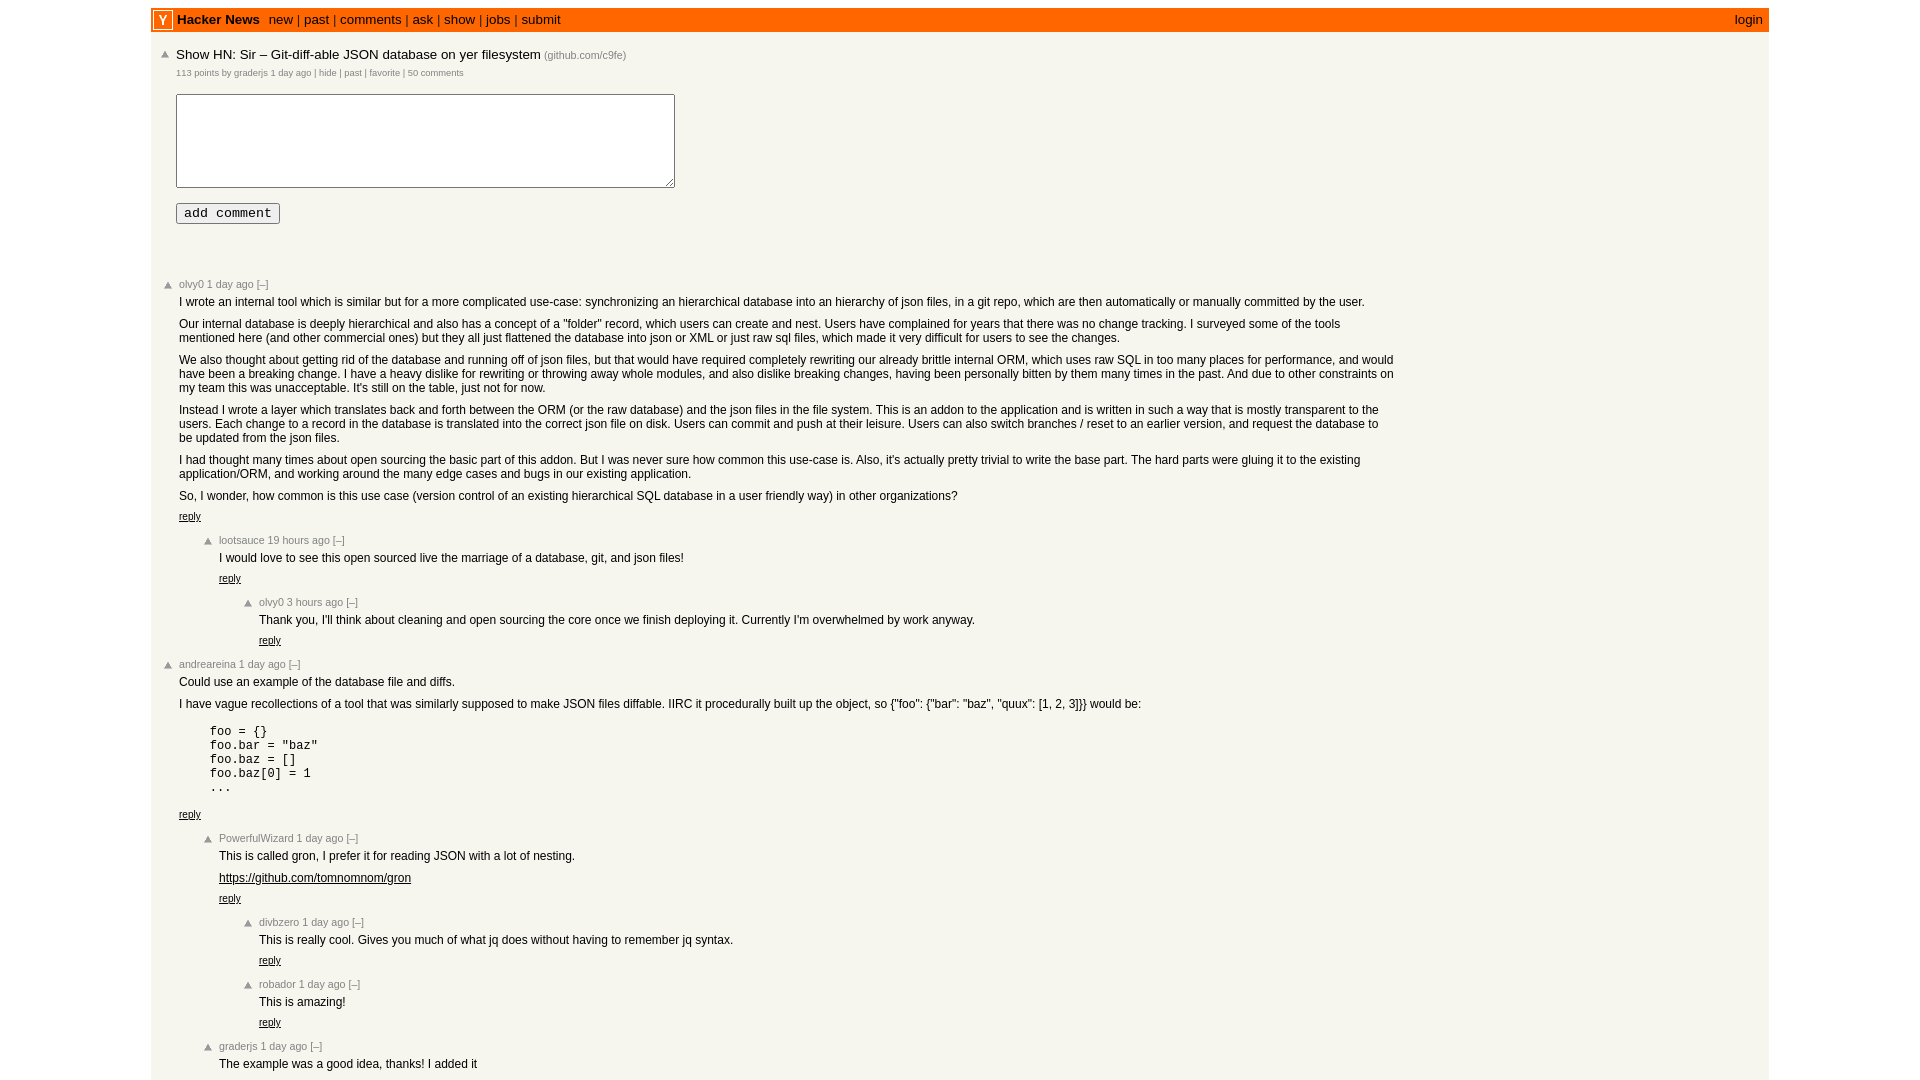 Y Hacker News new | past | comments | ask | show | jobs | submit login
Show HN: Sir – Git-diff-able JSON database on yer filesystem (github.com/c9fe)
113 points by graderjs 1 day ago | hide | past | favorite | 50 comments
add comment
olvy0 1 day ago [–]
I wrote an internal tool which is similar but for a more complicated use-case: synchronizing an hierarchical database into an hierarchy of json files, in a git repo, which are then automatically or manually committed by the user.
Our internal database is deeply hierarchical and also has a concept of a "folder" record, which users can create and nest. Users have complained for years that there was no change tracking. I surveyed some of the tools
mentioned here (and other commercial ones) but they all just flattened the database into json or XML or just raw sql files, which made it very difficult for users to see the changes.
We also thought about getting rid of the database and running off of json files, but that would have required completely rewriting our already brittle internal ORM, which uses raw SQL in too many places for performance, and would
have been a breaking change. I have a heavy dislike for rewriting or throwing away whole modules, and also dislike breaking changes, having been personally bitten by them many times in the past. And due to other constraints on
my team this was unacceptable. It's still on the table, just not for now.
Instead I wrote a layer which translates back and forth between the ORM (or the raw database) and the json files in the file system. This is an addon to the application and is written in such a way that is mostly transparent to the
users. Each change to a record in the database is translated into the correct json file on disk. Users can commit and push at their leisure. Users can also switch branches / reset to an earlier version, and request the database to
be updated from the json files.
I had thought many times about open sourcing the basic part of this addon. But I was never sure how common this use-case is. Also, it's actually pretty trivial to write the base part. The hard parts were gluing it to the existing
application/ORM, and working around the many edge cases and bugs in our existing application.
So, I wonder, how common is this use case (version control of an existing hierarchical SQL database in a user friendly way) in other organizations?
reply
lootsauce 19 hours ago [–]
I would love to see this open sourced live the marriage of a database, git, and json files!
reply
olvy0 3 hours ago [–]
Thank you, I'll think about cleaning and open sourcing the core once we finish deploying it. Currently I'm overwhelmed by work anyway.
reply
andreareina 1 day ago [–]
Could use an example of the database file and diffs.
I have vague recollections of a tool that was similarly supposed to make JSON files diffable. IIRC it procedurally built up the object, so {"foo": {"bar": "baz", "quux": [1, 2, 3]}} would be:
foo = {}
foo.bar = "baz"
foo.baz = []
foo.baz[0] = 1
...
reply
PowerfulWizard 1 day ago [–]
This is called gron, I prefer it for reading JSON with a lot of nesting.
https://github.com/tomnomnom/gron
reply
divbzero 1 day ago [–]
This is really cool. Gives you much of what jq does without having to remember jq syntax.
reply
robador 1 day ago [–]
This is amazing!
reply
graderjs 1 day ago [–]
The example was a good idea, thanks! I added it